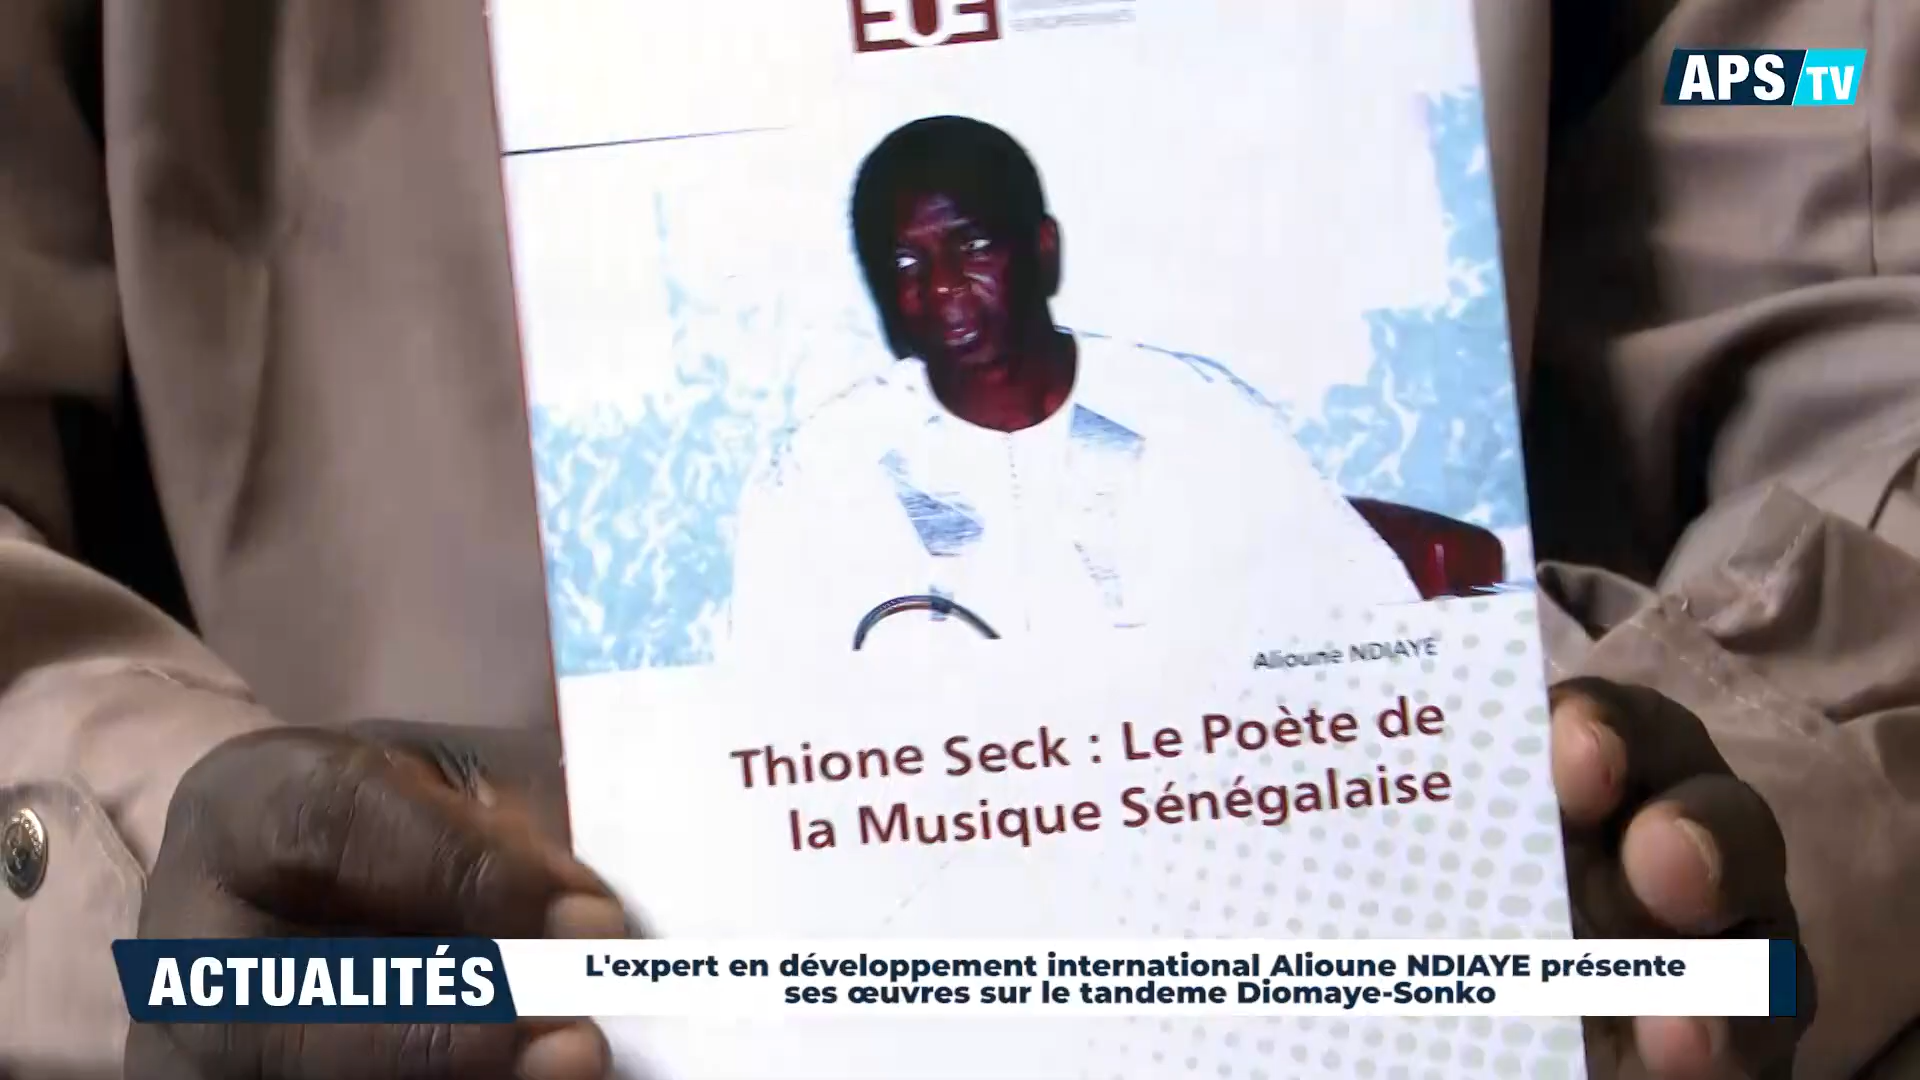 EUE
APS TV
Alioune NDIAYE
Thione Seck : Le Poète de
la Musique Sénégalaise
ACTUALITÉS
L'expert en développement international Alioune NDIAYE présente
ses œuvres sur le tandeme Diomaye-Sonko